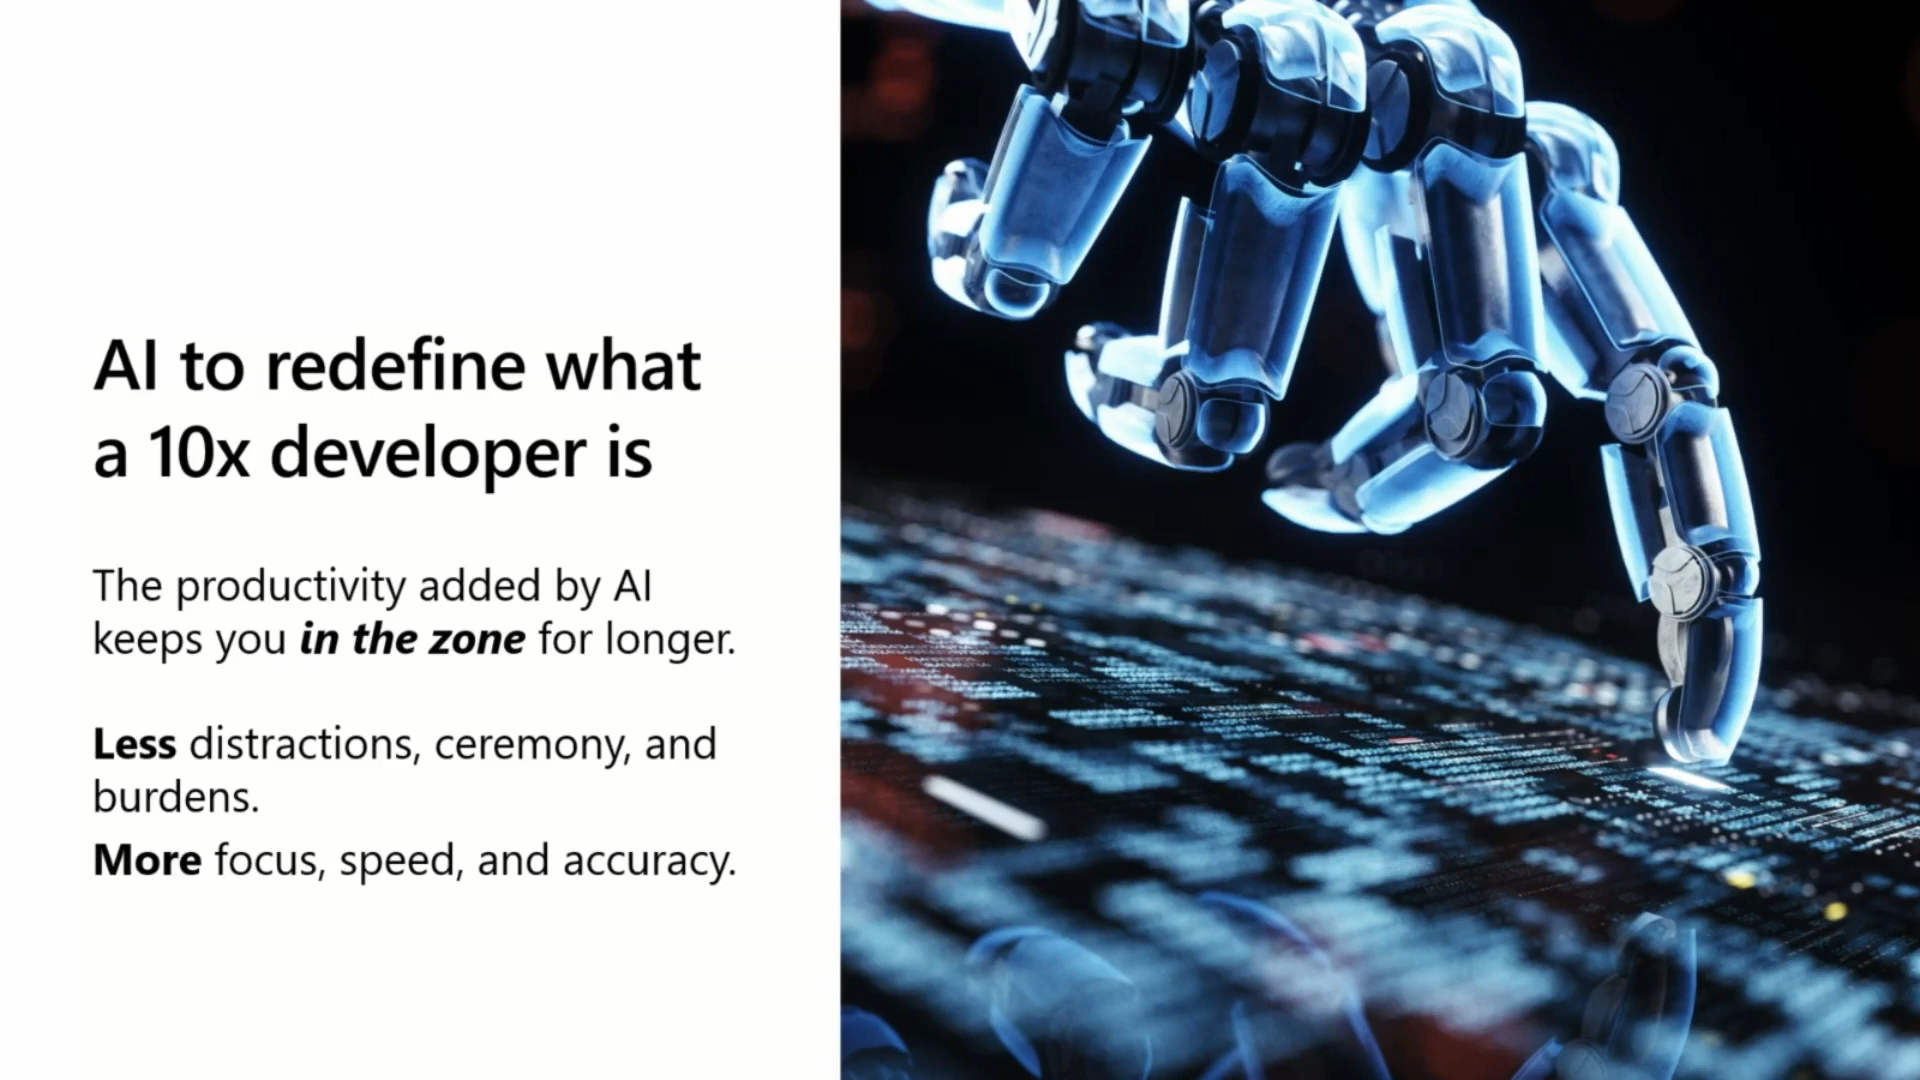 AI to redefine what
a 10x developer is
The productivity added by AI
keeps you in the zone for longer.
Less distractions, ceremony, and
burdens.
More focus, speed, and accuracy.